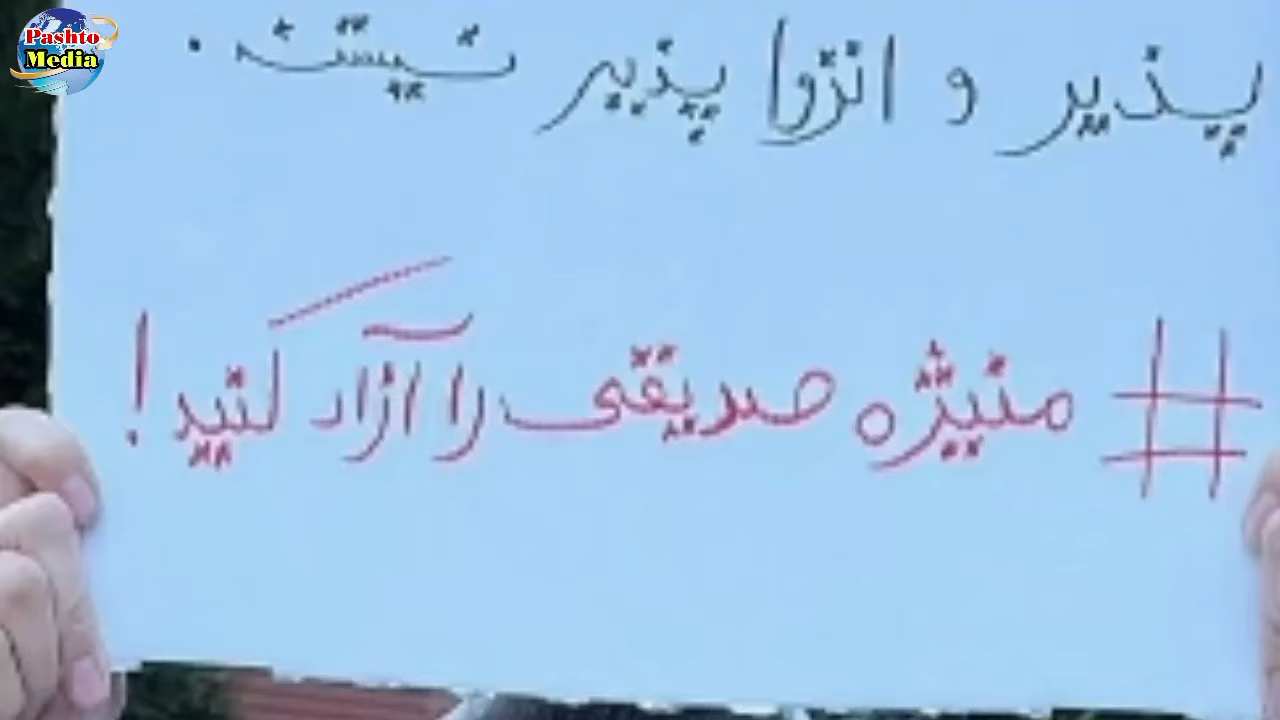 Pashto
Media
پذیر و انزوا پذیر نیست.
# منیژه صدیقی را آزاد کنید!